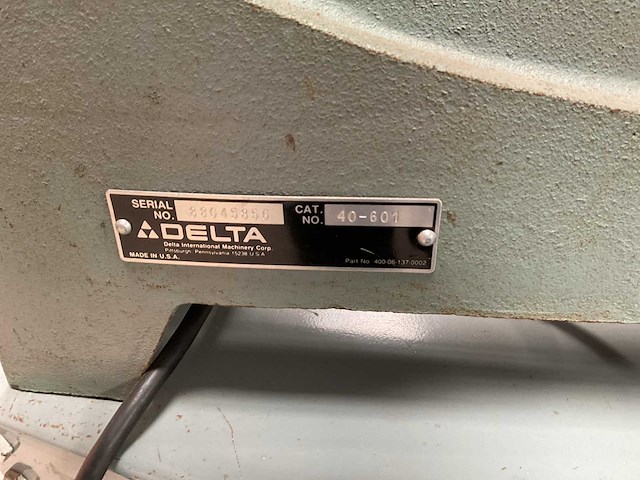 SERIAL NO. 88045856 CAT. NO. 40-601
DELTA
Delta International Machinery Corp.
Pittsburgh, Pennsylvania 15238 U.S.A.
MADE IN U.S.A.
Part No. 400-06-137-0002